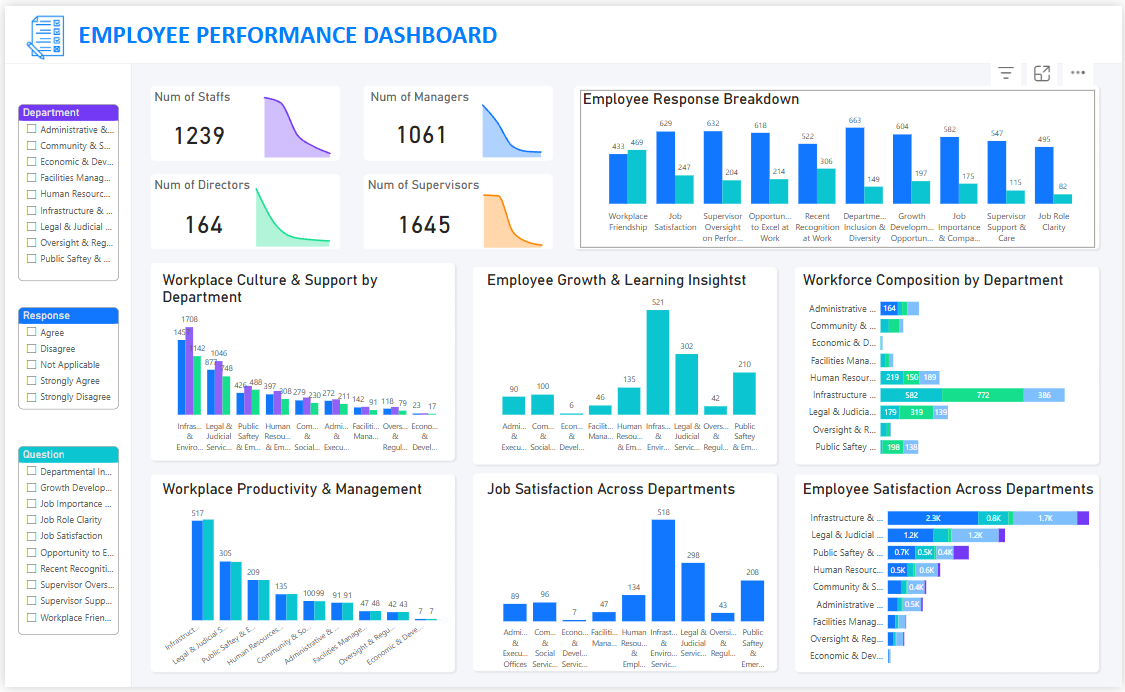 EMPLOYEE PERFORMANCE DASHBOARD
Department
Administrative &...
Community & S...
Economic & Dev...
Facilities Manag...
Human Resourc...
Infrastructure & ...
Legal & Judicial ...
Oversight & Reg...
Public Saftey & ...
Response
Agree
Disagree
Not Applicable
Strongly Agree
Strongly Disagree
Question
Departmental In...
Growth Develop...
Job Importance ...
Job Role Clarity
Job Satisfaction
Opportunity to E...
Recent Recogniti...
Supervisor Overs...
Supervisor Supp...
Workplace Frien...
Num of Staffs
1239
Num of Managers
1061
Num of Directors
164
Num of Supervisors
1645
Employee Response Breakdown
433 469 629 247 632 204 618 214 522 306 663 149 604 197 582 175 547 115 495 82
Workplace Job Supervisor Opportun... Recent Departme... Growth Job Supervisor Job Role
Friendship Satisfaction Oversight to Excel at Recognition Inclusion & Developm... Importance Support & Clarity
on Perfor... Work at Work Diversity Opportun... & Compa... Care
Workplace Culture & Support by
Department
1708
1142 1046 748 426 488 397 308 279 230 272 211 142 91 118 79 23 17
Infras... Legal & Public Human Com... Admi... Faciliti... Overs... Econo...
& Judicial Saftey Resou... & & Mana... & &
Enviro... Servic... & Em... & Em... Social... Execu... Regul... Devel...
Employee Growth & Learning Insightst
90 100 6 46 135 521 302 42 210
Admi... Com... Econ... Facilit... Human Infras... Legal & Overs... Public
& & & Mana... Resou... & Judicial & Saftey
Execu... Social... Devel... & Em... Envir... Servic... Regul... & Em...
Workforce Composition by Department
Administrative ... 164
Community & ...
Economic & D...
Facilities Mana...
Human Resour... 219 150 189
Infrastructure ... 582 772 386
Legal & Judicia... 179 319 139
Oversight & R...
Public Saftey ... 198 138
Workplace Productivity & Management
517 305 209 135 100 99 91 91 47 48 42 43 7 7
Infrastruct...
Legal & Judicial S...
Public Saftey & E...
Human Resources...
Community & So...
Administrative & ...
Facilities Manage...
Oversight & Regu...
Economic & Deve...
Job Satisfaction Across Departments
89 96 7 47 134 518 298 43 208
Admi... Com... Econo... Faciliti... Human Infrast... Legal & Oversi... Public
& & & Mana... Resou... & Judicial & Saftey
Execu... Social Devel... & Enviro... Servic... Regul... &
Offices Servic... Servic... Empl... Servic... Emer...
Employee Satisfaction Across Departments
Infrastructure & ... 2.3K 0.8K 1.7K
Legal & Judicial ... 1.2K 1.2K
Public Saftey & ... 0.7K 0.5K 0.4K
Human Resourc... 0.5K 0.6K
Community & S... 0.4K
Administrative ... 0.5K
Facilities Manag...
Oversight & Reg...
Economic & Dev...